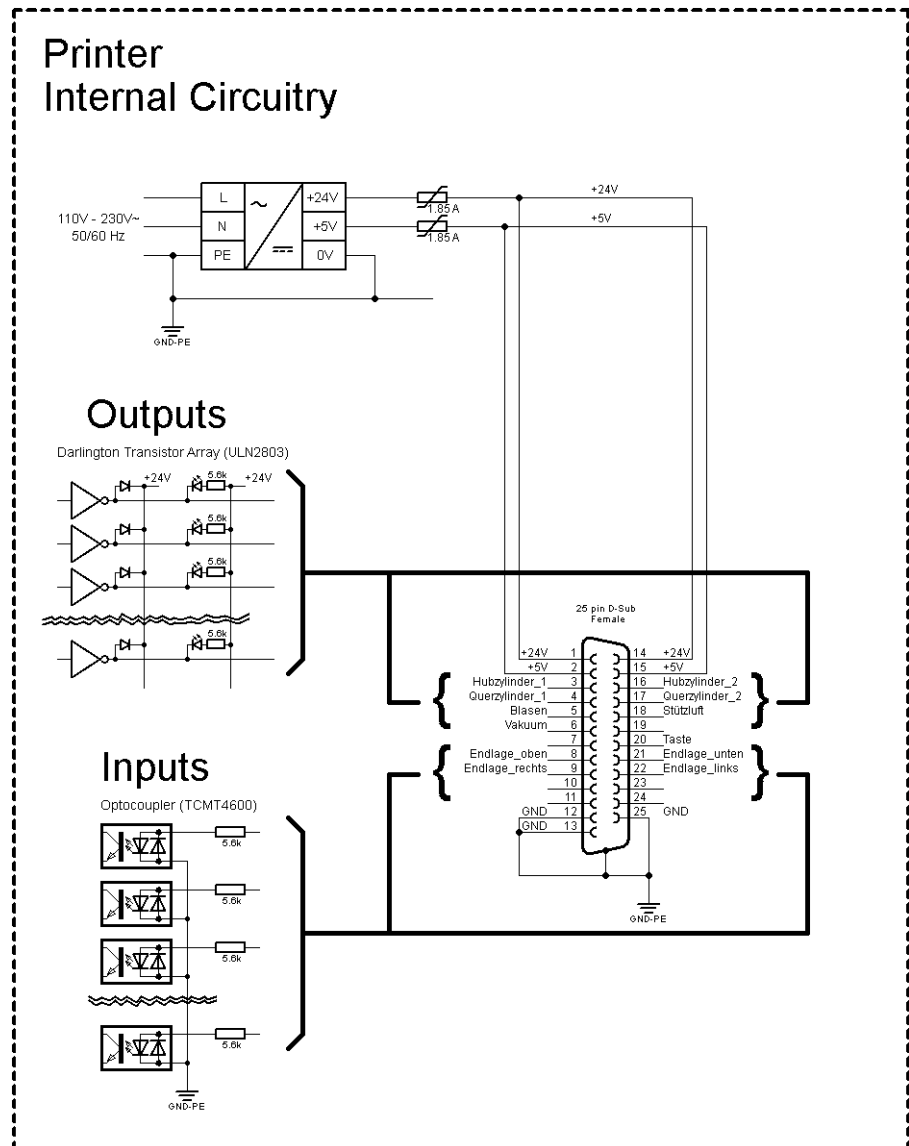 Printer
Internal Circuitry
L
+24V
N
+5V
PE
0V
110V - 230V~
50/60 Hz
1.85A
1.85A
+24V
+5V
GND-PE
Outputs
Darlington Transistor Array (ULN2803)
+24V
5.6k
+24V
5.6k
5.6k
5.6k
25 pin D-Sub
Female
+24V 1
+5V 2
Hubzylinder_1 3
Querzylinder_1 4
Blasen 5
Vakuum 6
7
Endlage_oben 8
Endlage_rechts 9
10
11
GND 12
GND 13
14 +24V
15 +5V
16 Hubzylinder_2
17 Querzylinder_2
18 Stützluft
19
20 Taste
21 Endlage_unten
22 Endlage_links
23
24
25 GND
GND-PE
Inputs
Optocoupler (TCMT4600)
5.6k
5.6k
5.6k
5.6k
GND-PE